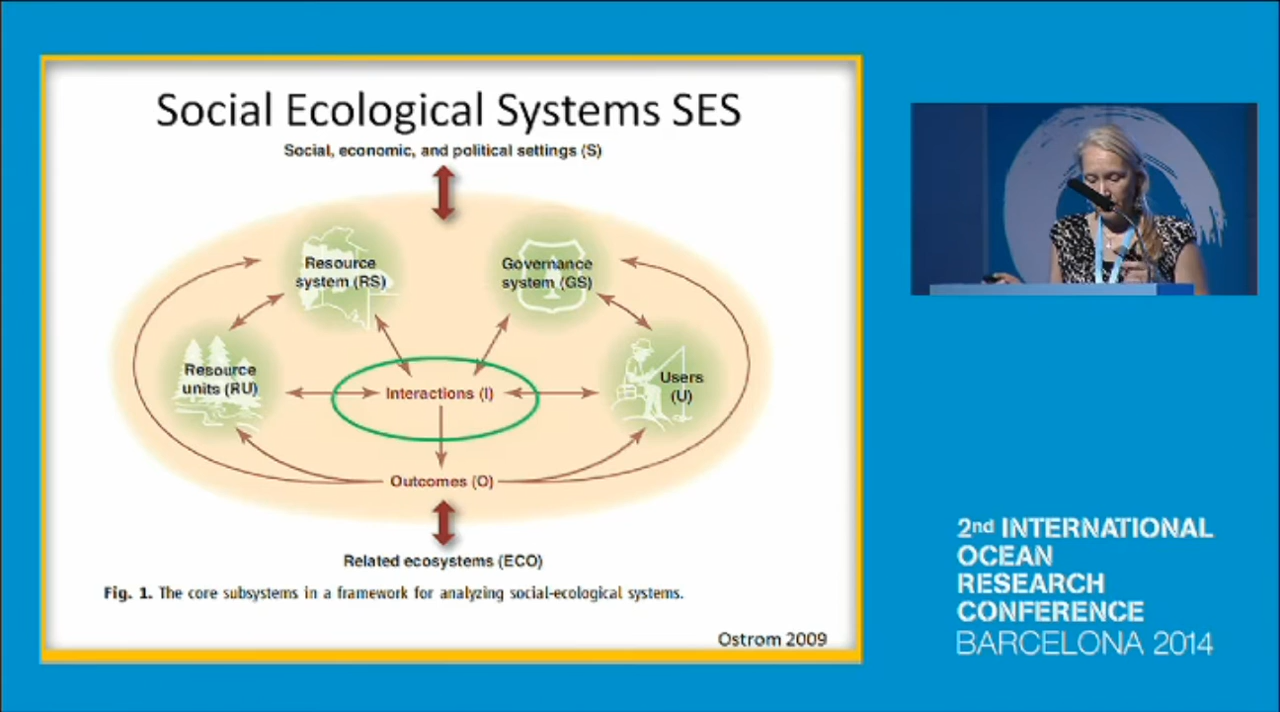 Social Ecological Systems SES
Social, economic, and political settings (S)
Resource
system (RS)
Governance
system (GS)
Resource
units (RU)
Interactions (I)
Users
(U)
Outcomes (O)
Related ecosystems (ECO)
Fig. 1. The core subsystems in a framework for analyzing social-ecological systems.
Ostrom 2009
2nd INTERNATIONAL
OCEAN
RESEARCH
CONFERENCE
BARCELONA 2014